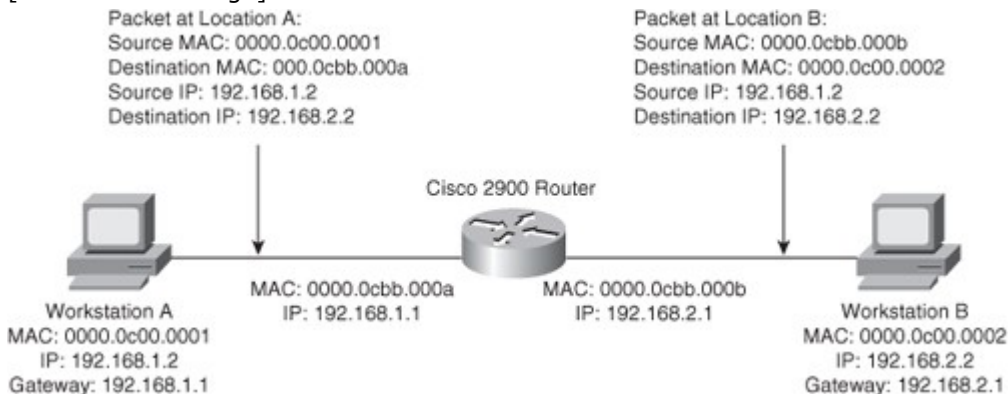 Packet at Location A:
Source MAC: 0000.0c00.0001
Destination MAC: 000.0cbb.000a
Source IP: 192.168.1.2
Destination IP: 192.168.2.2
Packet at Location B:
Source MAC: 0000.0cbb.000b
Destination MAC: 0000.0c00.0002
Source IP: 192.168.1.2
Destination IP: 192.168.2.2
Cisco 2900 Router
MAC: 0000.0cbb.000a
IP: 192.168.1.1
MAC: 0000.0cbb.000b
IP: 192.168.2.1
Workstation A
MAC: 0000.0c00.0001
IP: 192.168.1.2
Gateway: 192.168.1.1
Workstation B
MAC: 0000.0c00.0002
IP: 192.168.2.2
Gateway: 192.168.2.1